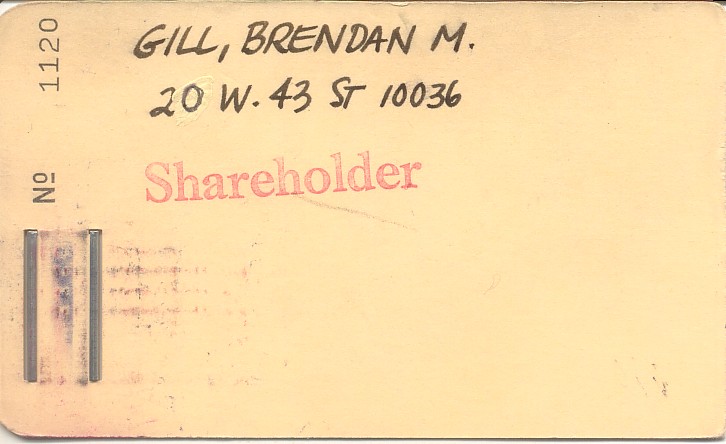 GILL, BRENDAN M.
20 W. 43 ST 10036
Shareholder
Nº 1120